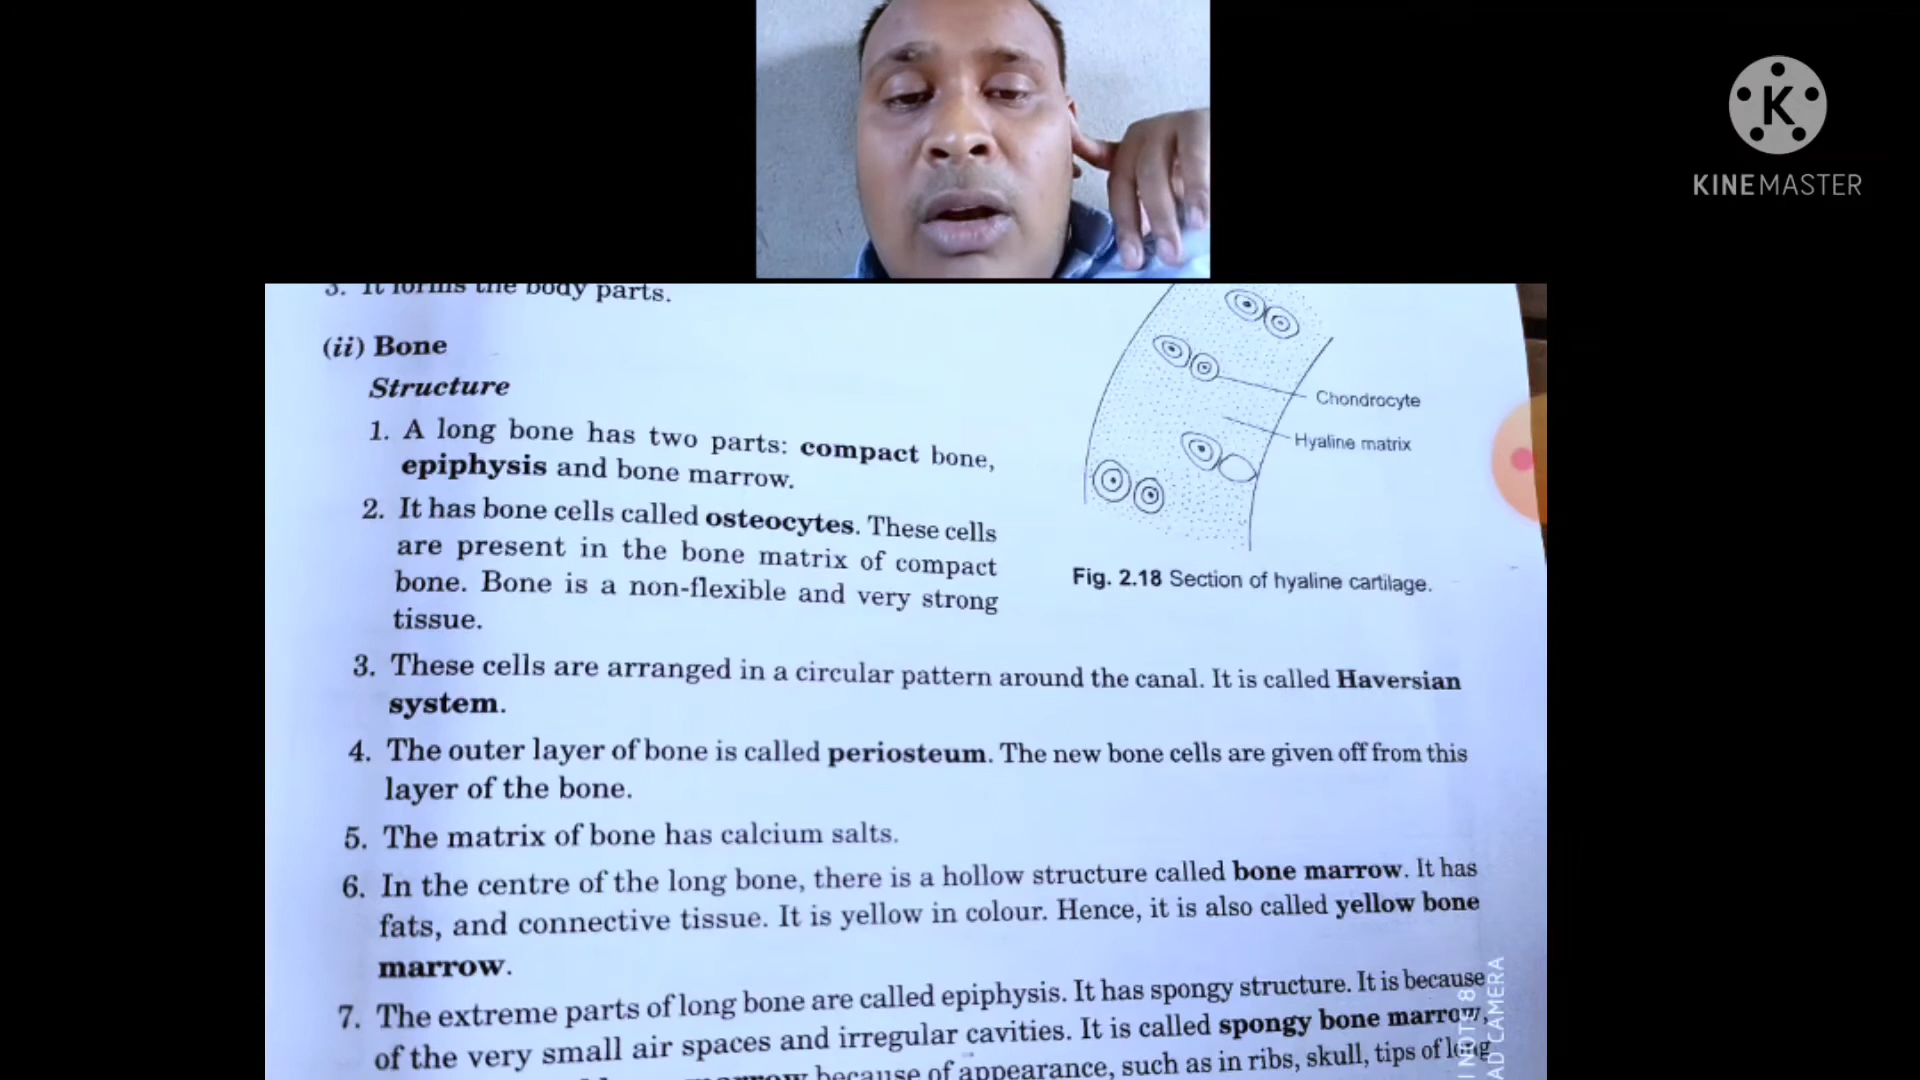 KINEMASTER
3. It forms the body parts.
(ii) Bone
Structure
1. A long bone has two parts: compact bone,
epiphysis and bone marrow.
2. It has bone cells called osteocytes. These cells
are present in the bone matrix of compact
bone. Bone is a non-flexible and very strong
tissue.
Chondrocyte
Hyaline matrix
Fig. 2.18 Section of hyaline cartilage.
3. These cells are arranged in a circular pattern around the canal. It is called Haversian
system.
4. The outer layer of bone is called periosteum. The new bone cells are given off from this
layer of the bone.
5. The matrix of bone has calcium salts.
6. In the centre of the long bone, there is a hollow structure called bone marrow. It has
fats, and connective tissue. It is yellow in colour. Hence, it is also called yellow bone
marrow.
7. The extreme parts of long bone are called epiphysis. It has spongy structure. It is because
of the very small air spaces and irregular cavities. It is called spongy bone marrow,
because of appearance, such as in ribs, skull, tips of long
AD CAMERA